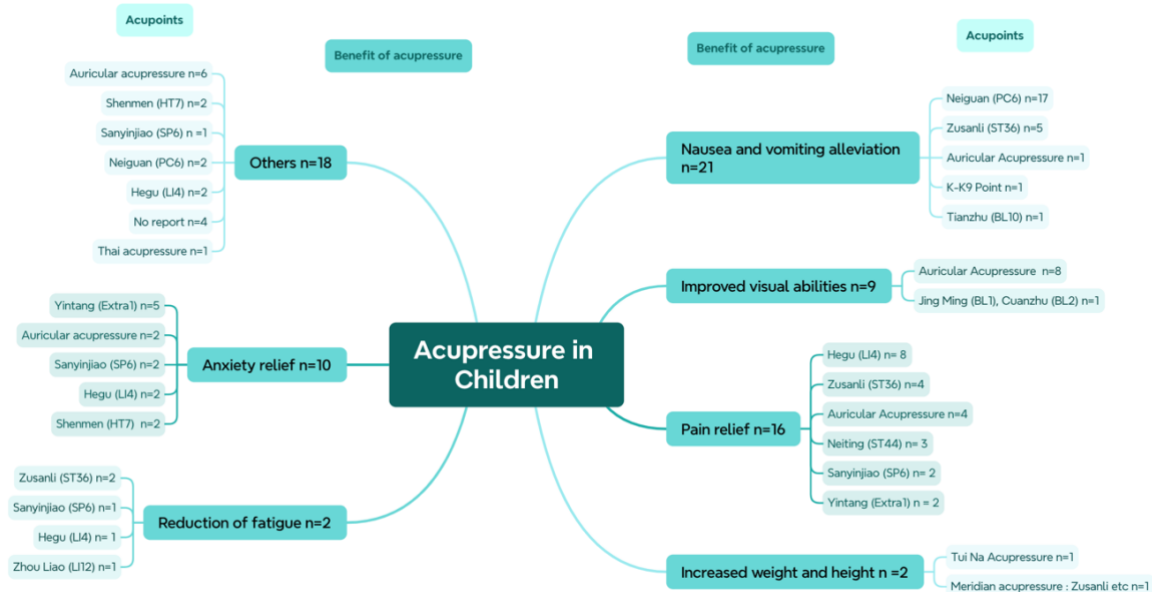 Acupoints
Benefit of acupressure
Auricular acupressure n=6
Shenmen (HT7) n=2
Sanyinjiao (SP6) n =1
Neiguan (PC6) n=2
Hegu (LI4) n=2
No report n=4
Thai acupressure n=1
Others n=18
Yintang (Extra1) n=5
Auricular acupressure n=2
Sanyinjiao (SP6) n=2
Hegu (LI4) n=2
Shenmen (HT7)  n=2
Anxiety relief n=10
Zusanli (ST36) n=2
Sanyinjiao (SP6) n=1
Hegu (LI4) n= 1
Zhou Liao (LI12) n=1
Reduction of fatigue n=2
Acupressure in
Children
Benefit of acupressure
Acupoints
Nausea and vomiting alleviation
n=21
Neiguan (PC6) n=17
Zusanli (ST36) n=5
Auricular Acupressure n=1
K-K9 Point n=1
Tianzhu (BL10) n=1
Improved visual abilities n=9
Auricular Acupressure  n=8
Jing Ming (BL1), Cuanzhu (BL2) n=1
Pain relief n=16
Hegu (LI4) n= 8
Zusanli (ST36) n=4
Auricular Acupressure n=4
Neiting (ST44) n= 3
Sanyinjiao (SP6) n= 2
Yintang (Extra1) n = 2
Increased weight and height n =2
Tui Na Acupressure n=1
Meridian acupressure : Zusanli etc n=1